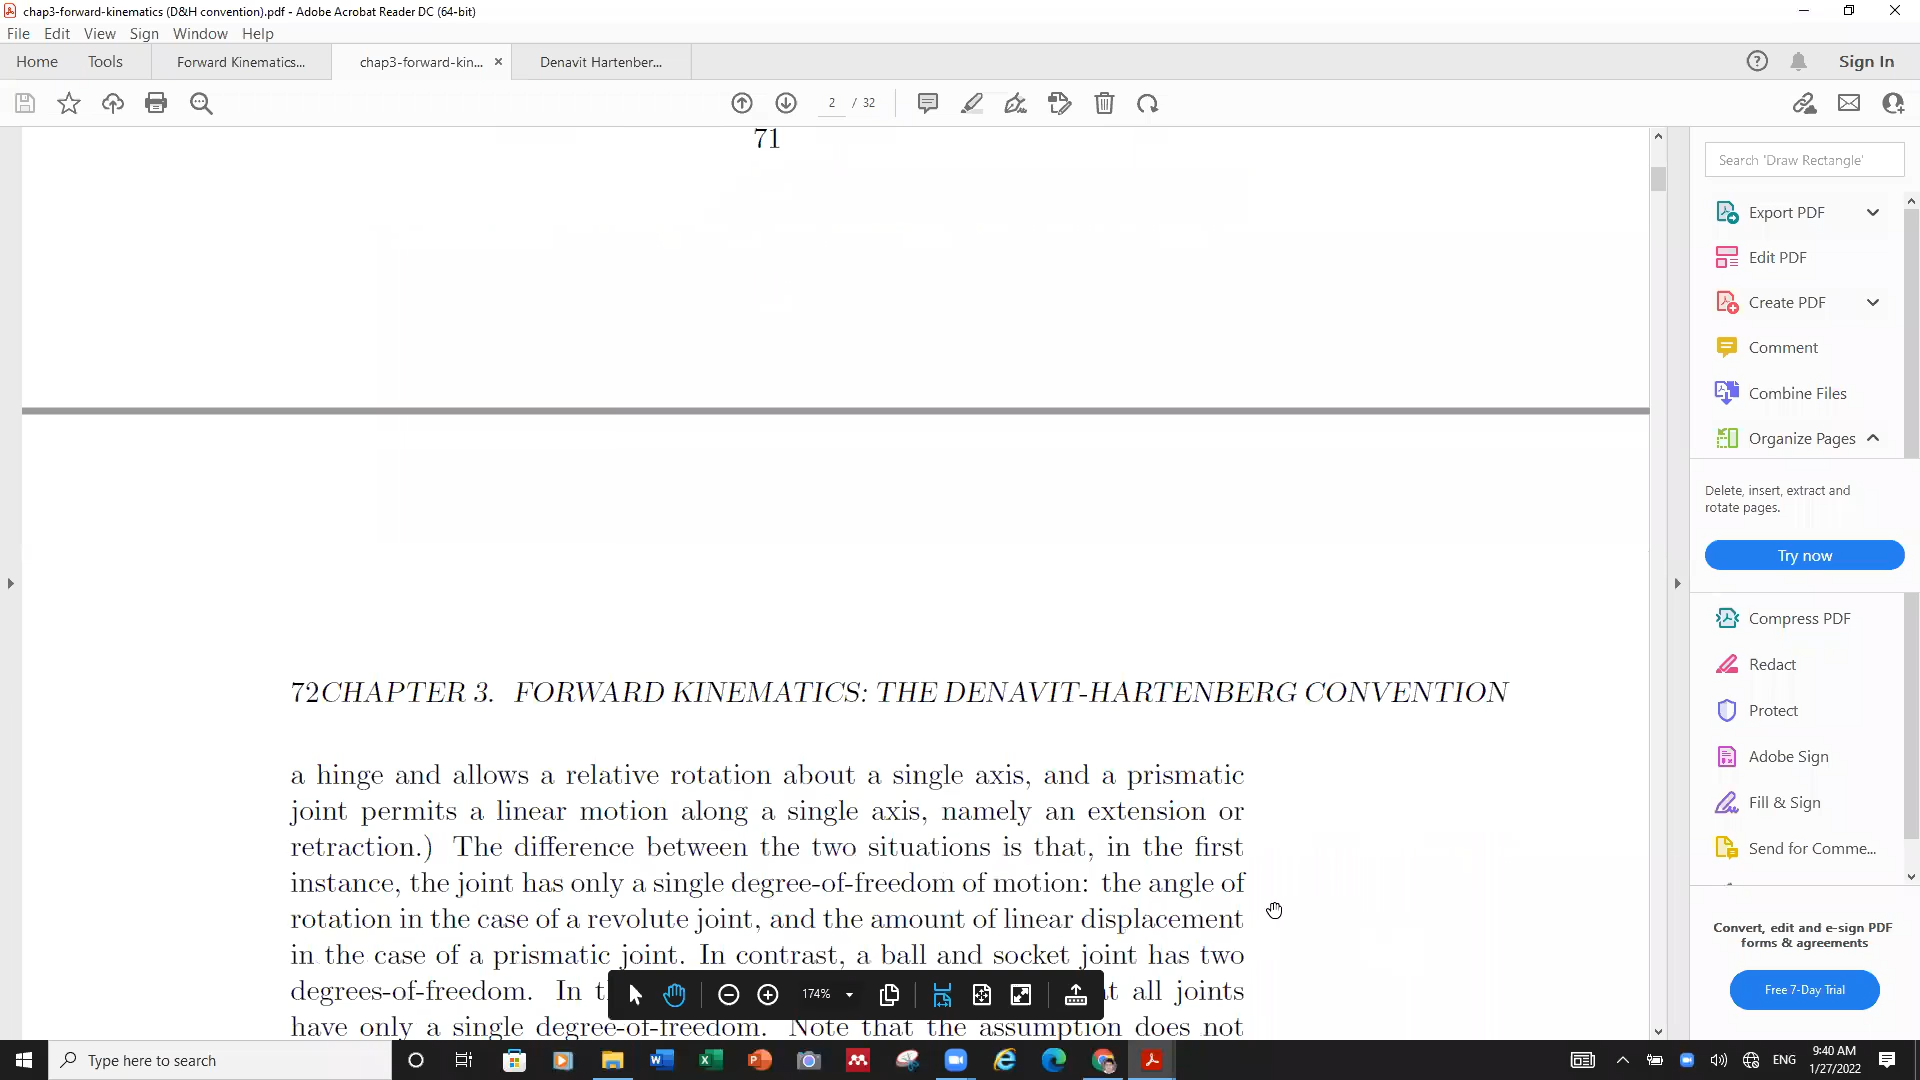 chap3-forward-kinematics (D&H convention).pdf - Adobe Acrobat Reader DC (64-bit)
File Edit View Sign Window Help
Home Tools Forward Kinematics... chap3-forward-kin... × Denavit Hartenber... Sign In
2 / 32
71
Search 'Draw Rectangle'
Export PDF
Edit PDF
Create PDF
Comment
Combine Files
Organize Pages
Delete, insert, extract and
rotate pages.
Try now
Compress PDF
Redact
Protect
Adobe Sign
Fill & Sign
Send for Comme...
Convert, edit and e-sign PDF
forms & agreements
Free 7-Day Trial
72CHAPTER 3. FORWARD KINEMATICS: THE DENAVIT-HARTENBERG CONVENTION
a hinge and allows a relative rotation about a single axis, and a prismatic
joint permits a linear motion along a single axis, namely an extension or
retraction.) The difference between the two situations is that, in the first
instance, the joint has only a single degree-of-freedom of motion: the angle of
rotation in the case of a revolute joint, and the amount of linear displacement
in the case of a prismatic joint. In contrast, a ball and socket joint has two
degrees-of-freedom. In t all joints
have only a single degree-of-freedom. Note that the assumption does not
174%
Type here to search
ENG
9:40 AM
1/27/2022